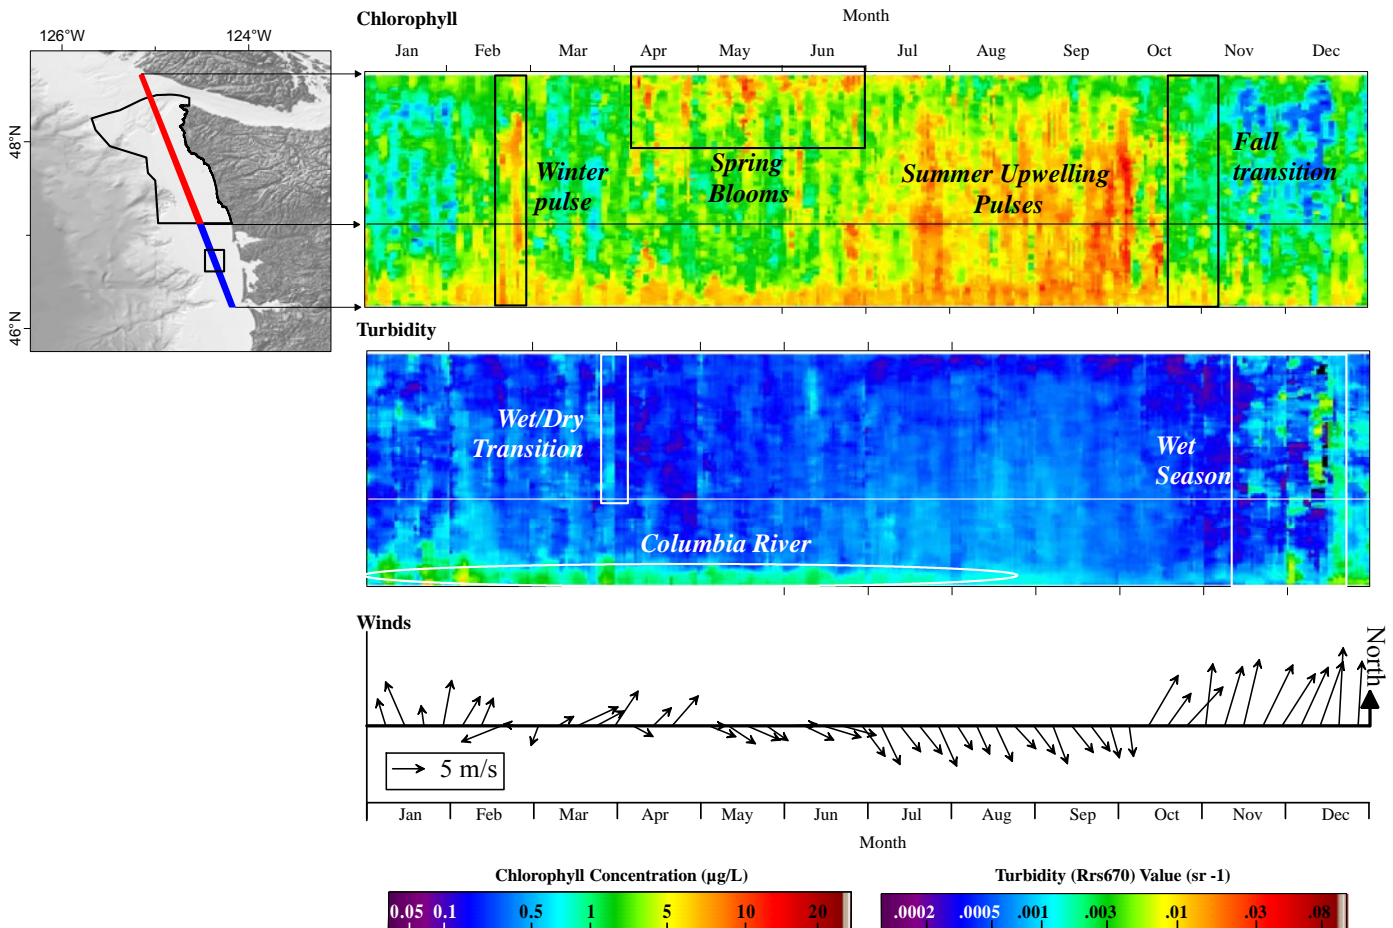 Chlorophyll
Month
126°W 124°W
Jan Feb Mar Apr May Jun Jul Aug Sep Oct Nov Dec
48°N
46°N
Winter
pulse
Spring
Blooms
Summer Upwelling
Pulses
Fall
transition
Turbidity
Wet/Dry
Transition
Wet
Season
Columbia River
Winds
North
5 m/s
Jan Feb Mar Apr May Jun Jul Aug Sep Oct Nov Dec
Month
Chlorophyll Concentration (µg/L)
0.05 0.1 0.5 1 5 10 20
Turbidity (Rrs670) Value (sr -1)
.0002 .0005 .001 .003 .01 .03 .08